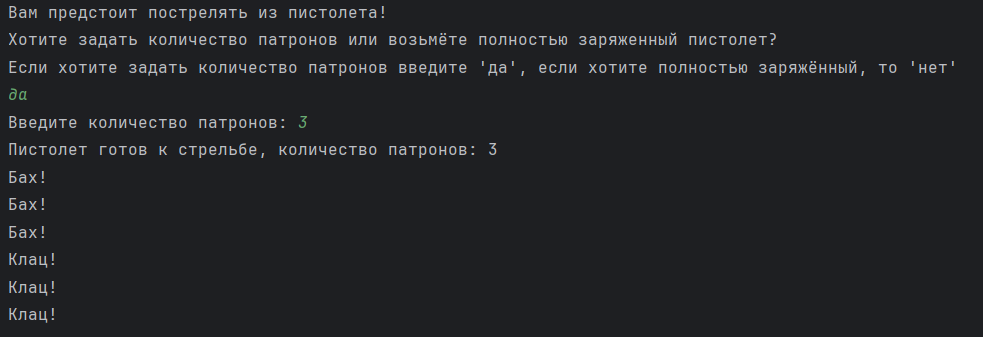 Вам предстоит пострелять из пистолета!
Хотите задать количество патронов или возьмёте полностью заряженный пистолет?
Если хотите задать количество патронов введите 'да', если хотите полностью заряжённый, то 'нет'
да
Введите количество патронов: 3
Пистолет готов к стрельбе, количество патронов: 3
Бах!
Бах!
Бах!
Клац!
Клац!
Клац!